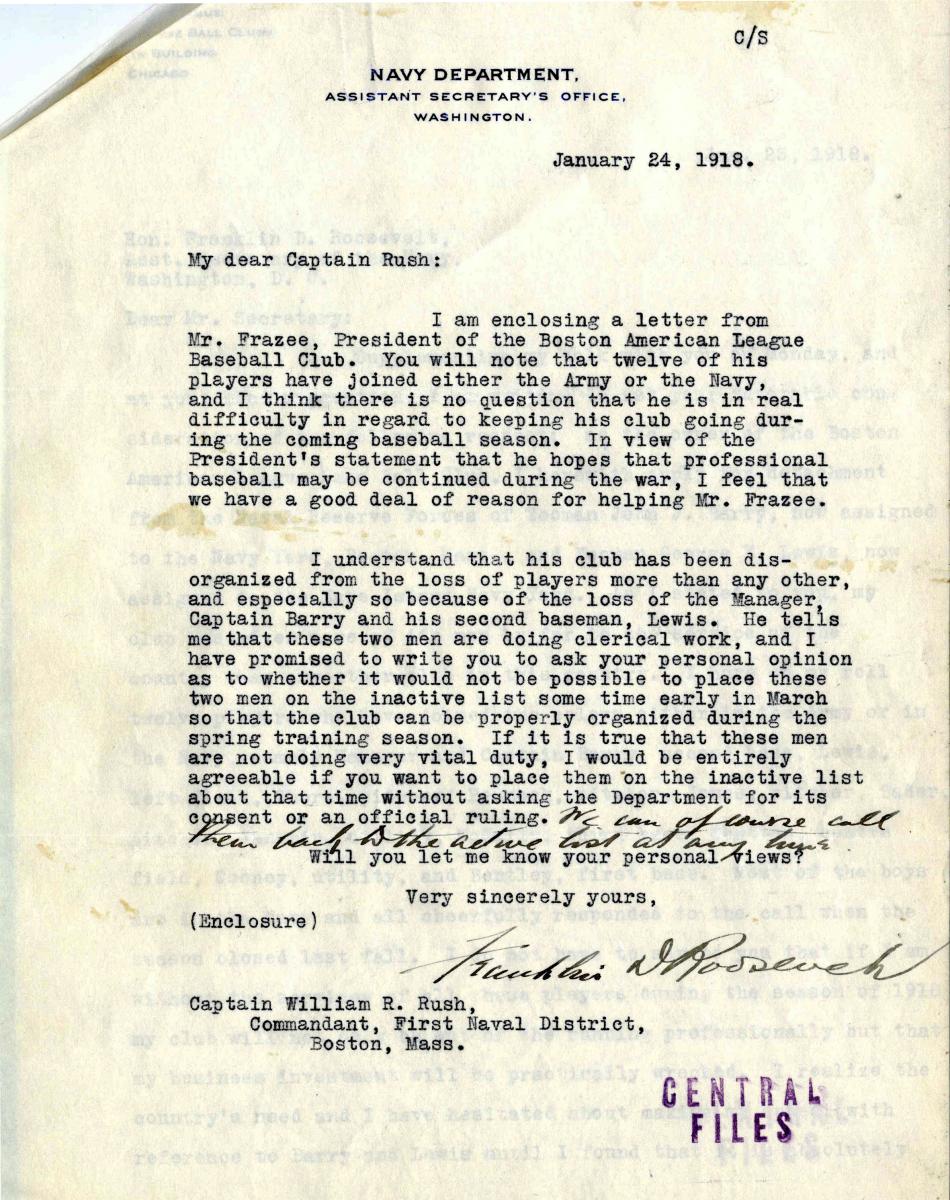 C/S
NAVY DEPARTMENT,
ASSISTANT SECRETARY'S OFFICE,
WASHINGTON.
January 24, 1918.
My dear Captain Rush:
I am enclosing a letter from
Mr. Frazee, President of the Boston American League
Baseball Club. You will note that twelve of his
players have joined either the Army or the Navy,
and I think there is no question that he is in real
difficulty in regard to keeping his club going dur-
ing the coming baseball season. In view of the
President's statement that he hopes that professional
baseball may be continued during the war, I feel that
we have a good deal of reason for helping Mr. Frazee.
I understand that his club has been dis-
organized from the loss of players more than any other,
and especially so because of the loss of the Manager,
Captain Barry and his second baseman, Lewis. He tells
me that these two men are doing clerical work, and I
have promised to write you to ask your personal opinion
as to whether it would not be possible to place these
two men on the inactive list some time early in March
so that the club can be properly organized during the
spring training season. If it is true that these men
are not doing very vital duty, I would be entirely
agreeable if you want to place them on the inactive list
about that time without asking the Department for its
consent or an official ruling. We can of course call
them back to the active list at any time
Will you let me know your personal views?
Very sincerely yours,
(Enclosure)
Franklin D Roosevelt
Captain William R. Rush,
Commandant, First Naval District,
Boston, Mass.
CENTRAL
FILES